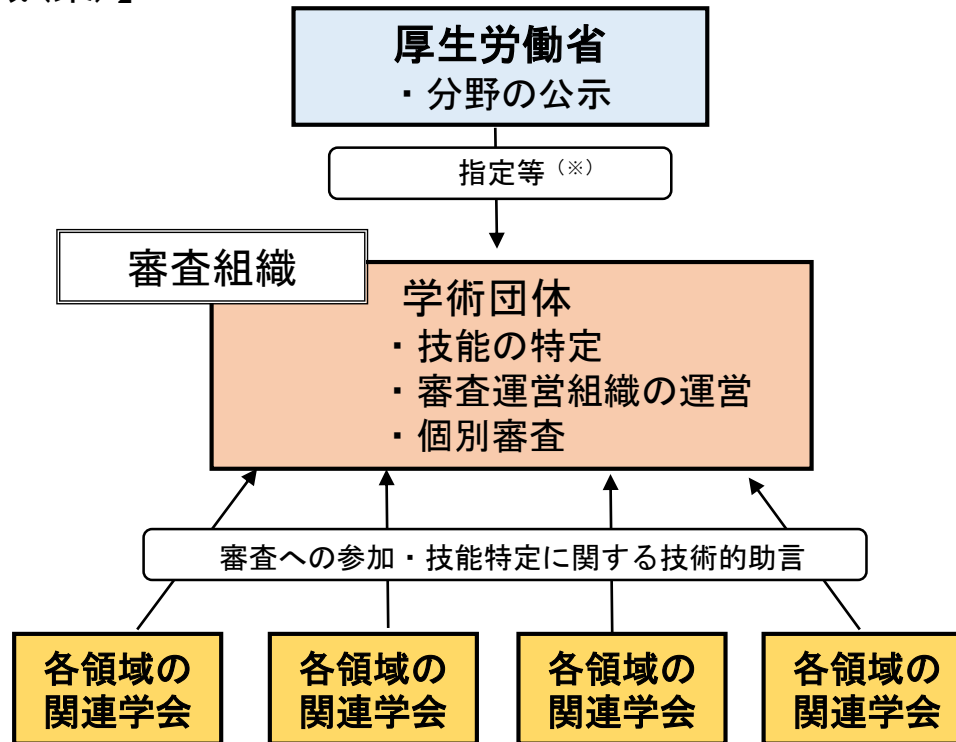 厚生労働省
・分野の公示
指定等（※）
審査組織
学術団体
・技能の特定
・審査運営組織の運営
・個別審査
審査への参加・技能特定に関する技術的助言
各領域の
関連学会
各領域の
関連学会
各領域の
関連学会
各領域の
関連学会